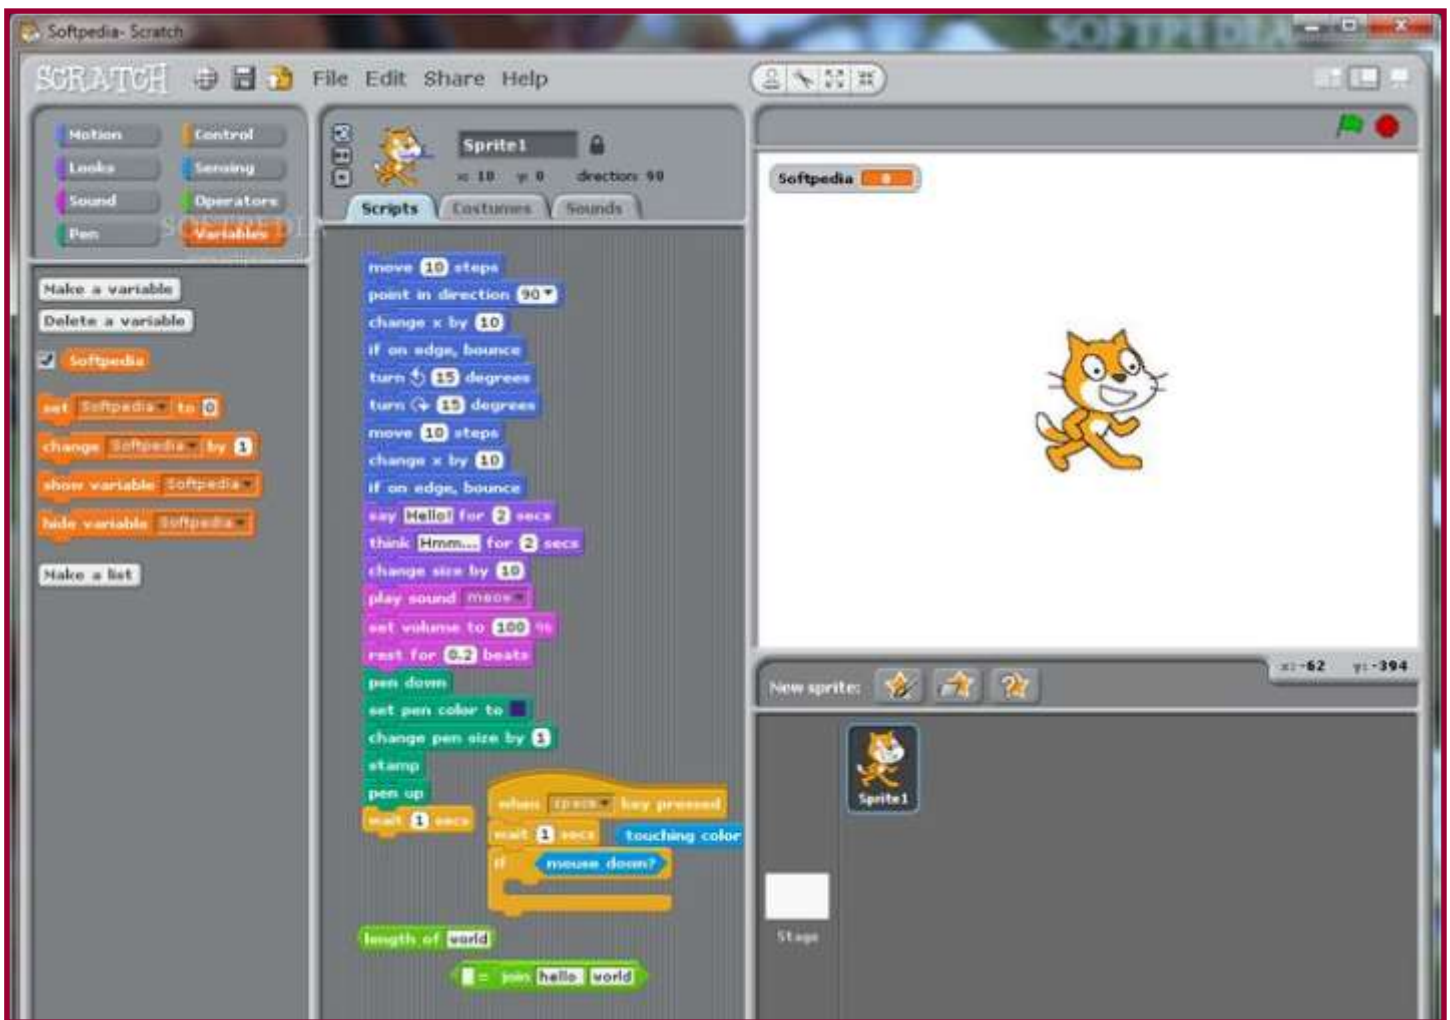 Softpedia- Scratch
SOFTPEDIA
SCRATCH File Edit Share Help
Motion Control
Looks Sensing
Sound Operators
Pen Variables
SOFTPEDIA
Make a variable
Delete a variable
Softpedia
set Softpedia to 0
change Softpedia by 1
show variable Softpedia
hide variable Softpedia
Make a list
Sprite1
x: 10 y: 0 direction: 90
Scripts Costumes Sounds
move 10 steps
point in direction 90
change x by 10
if on edge, bounce
turn 15 degrees
turn 15 degrees
move 10 steps
change x by 10
if on edge, bounce
say Hello! for 2 secs
think Hmm... for 2 secs
change size by 10
play sound meow
set volume to 100 %
rest for 0.2 beats
pen down
set pen color to
change pen size by 1
stamp
pen up
wait 1 secs
when space key pressed
wait 1 secs touching color
if mouse down?
length of world
= join hello world
Softpedia 0
x: -62 y: -394
New sprite:
Sprite1
Stage